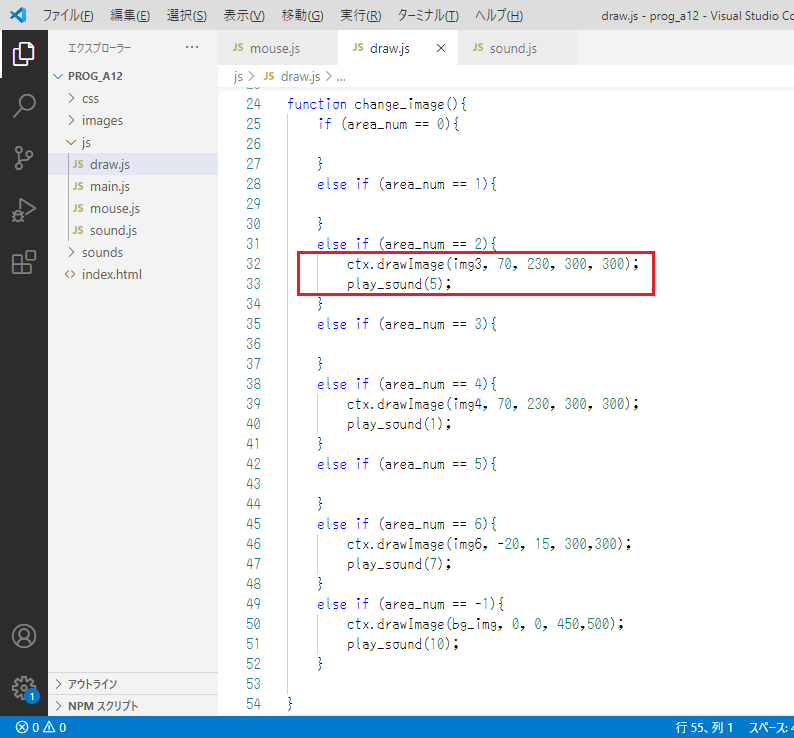 ファイル(F) 編集(E) 選択(S) 表示(V) 移動(G) 実行(R) ターミナル(T) ヘルプ(H) draw.js - prog_a12 - Visual Studio Co
エクスプローラー ...
PROG_A12
css
images
js
JS draw.js
JS main.js
JS mouse.js
JS sound.js
sounds
<> index.html
アウトライン
NPM スクリプト
JS mouse.js JS draw.js × JS sound.js
js > JS draw.js > ...
24 function change_image(){
25 if (area_num == 0){
26
27 }
28 else if (area_num == 1){
29
30 }
31 else if (area_num == 2){
32 ctx.drawImage(img3, 70, 230, 300, 300);
33 play_sound(5);
34 }
35 else if (area_num == 3){
36
37 }
38 else if (area_num == 4){
39 ctx.drawImage(img4, 70, 230, 300, 300);
40 play_sound(1);
41 }
42 else if (area_num == 5){
43
44 }
45 else if (area_num == 6){
46 ctx.drawImage(img6, -20, 15, 300,300);
47 play_sound(7);
48 }
49 else if (area_num == -1){
50 ctx.drawImage(bg_img, 0, 0, 450,500);
51 play_sound(10);
52 }
53
54 }
1
0 0 行 55、列 1 スペース: 4